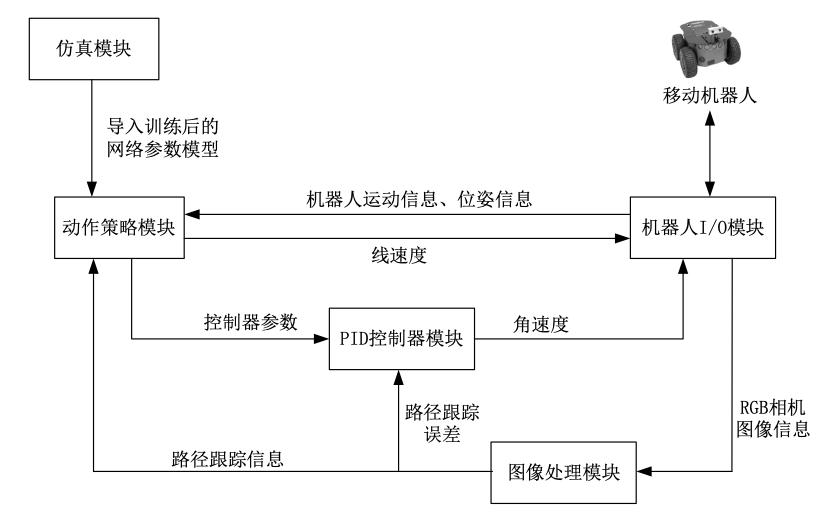 仿真模块
移动机器人
导入训练后的
网络参数模型
机器人运动信息、位姿信息
动作策略模块
机器人I/O模块
线速度
控制器参数
PID控制器模块
角速度
路径跟踪
误差
RGB相机
图像信息
路径跟踪信息
图像处理模块